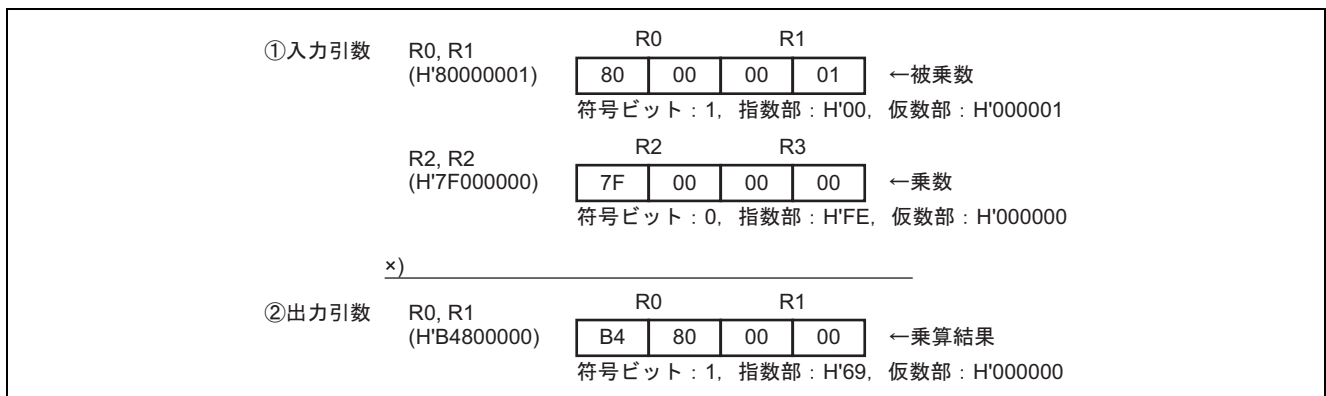 R0 R1
①入力引数 R0, R1
(H'80000001) 80 00 00 01 ←被乗数
符号ビット：1, 指数部：H'00, 仮数部：H'000001
R2 R3
R2, R2
(H'7F000000) 7F 00 00 00 ←乗数
符号ビット：0, 指数部：H'FE, 仮数部：H'000000
×)
R0 R1
②出力引数 R0, R1
(H'B4800000) B4 80 00 00 ←乗算結果
符号ビット：1, 指数部：H'69, 仮数部：H'000000